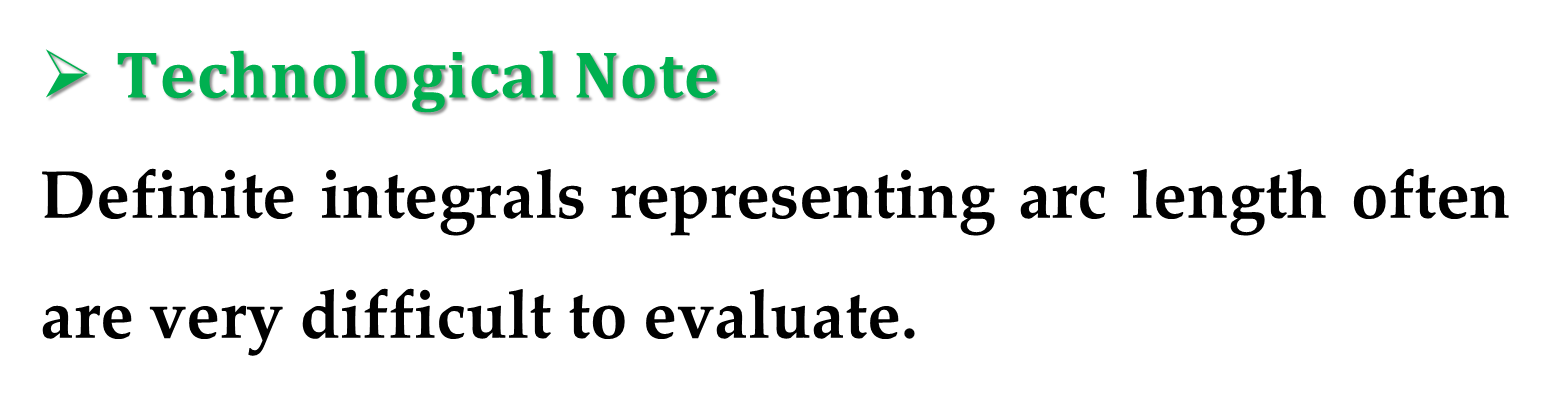 ➢ Technological Note
Definite integrals representing arc length often
are very difficult to evaluate.